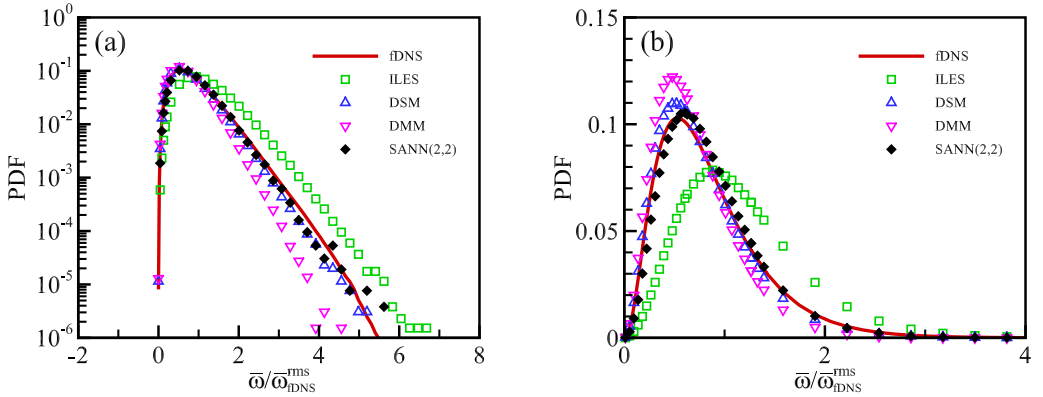 10⁰
10⁻¹
10⁻²
10⁻³
10⁻⁴
10⁻⁵
10⁻⁶
PDF
(a)
fDNS
ILES
DSM
DMM
SANN(2,2)
-2 0 2 4 6 8
ω̅/ω̅ʳᵐˢ_fDNS
0.15
0.1
0.05
0
PDF
(b)
fDNS
ILES
DSM
DMM
SANN(2,2)
0 2 4
ω̅/ω̅ʳᵐˢ_fDNS